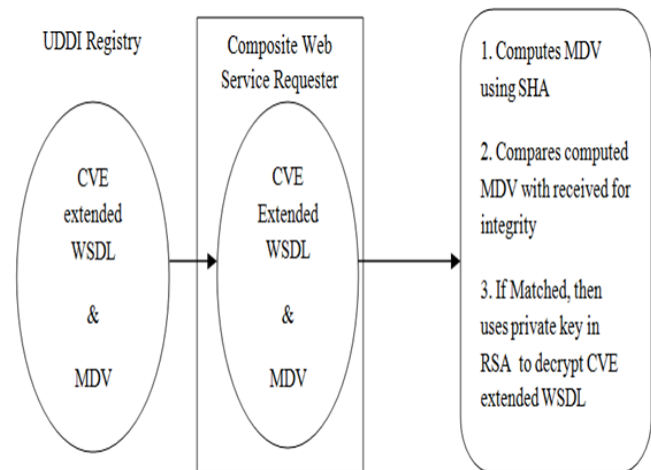 UDDI Registry
CVE
extended
WSDL
&
MDV
Composite Web
Service Requester
CVE
Extended
WSDL
&
MDV
1. Computes MDV
using SHA
2. Compares computed
MDV with received for
integrity
3. If Matched, then
uses private key in
RSA to decrypt CVE
extended WSDL